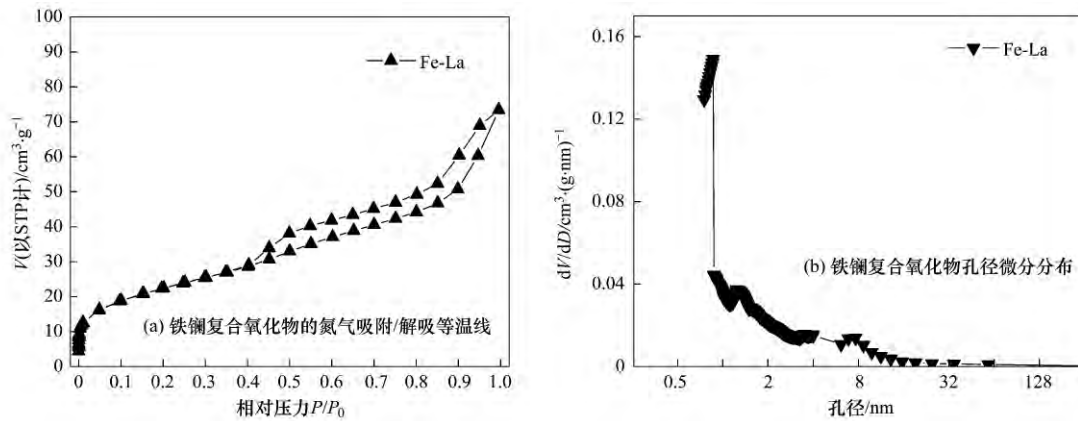 100
90
80
70
60
50
40
30
20
10
0
V(以STP计)/cm³·g⁻¹
Fe-La
(a) 铁镧复合氧化物的氮气吸附/解吸等温线
0 0.1 0.2 0.3 0.4 0.5 0.6 0.7 0.8 0.9 1.0
相对压力P/P₀
0.16
0.12
0.08
0.04
0
dV/dD/cm³·(g·nm)⁻¹
Fe-La
(b) 铁镧复合氧化物孔径微分分布
0.5 2 8 32 128
孔径/nm